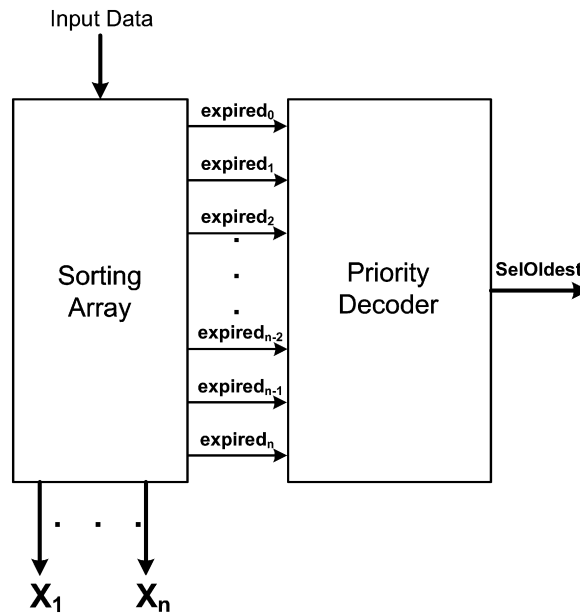 Input Data
expired₀
expired₁
expired₂
Sorting
Array
Priority
Decoder
SelOldest
expiredₙ₋₂
expiredₙ₋₁
expiredₙ
X₁
Xₙ